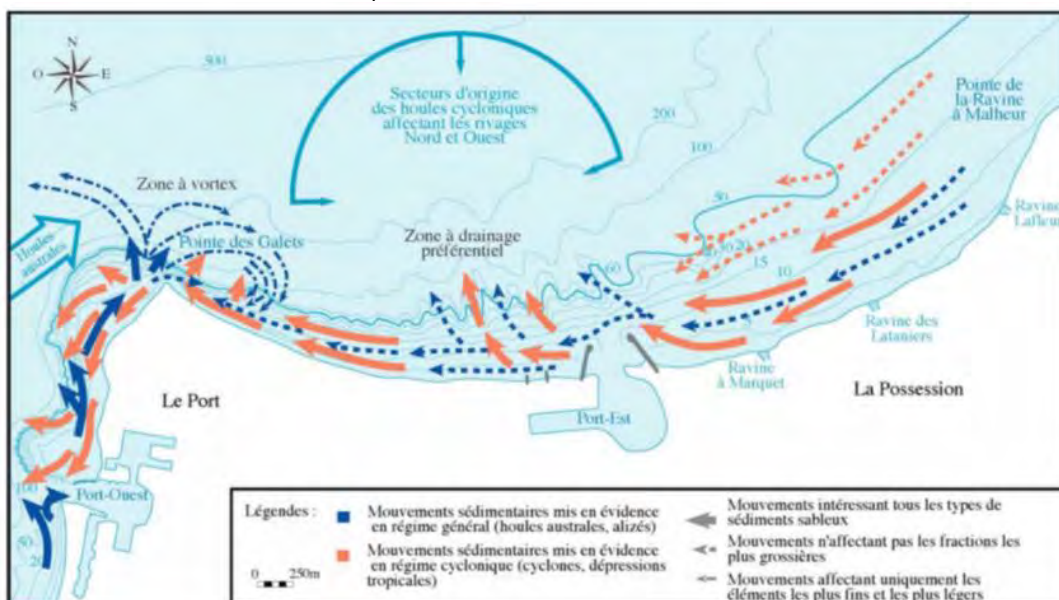 N
O
E
S
500
Secteurs d'origine
des houles cycloniques
affectant les rivages
Nord et Ouest
200
100
Pointe de
la Ravine
à Malheur
Zone à vortex
Houles
australes
Pointe des Galets
Zone à drainage
préférentiel
50
20
15
10
60
Ravine
Lafleur
Ravine des
Lataniers
Ravine
à Marquet
La Possession
Le Port
Port-Est
Port-Ouest
100
50
20
Légendes :
Mouvements sédimentaires mis en évidence
en régime général (houles australes, alizés)
Mouvements sédimentaires mis en évidence
en régime cyclonique (cyclones, dépressions
tropicales)
0 250m
Mouvements intéressant tous les types de
sédiments sableux
Mouvements n'affectant pas les fractions les
plus grossières
Mouvements affectant uniquement les
éléments les plus fins et les plus légers